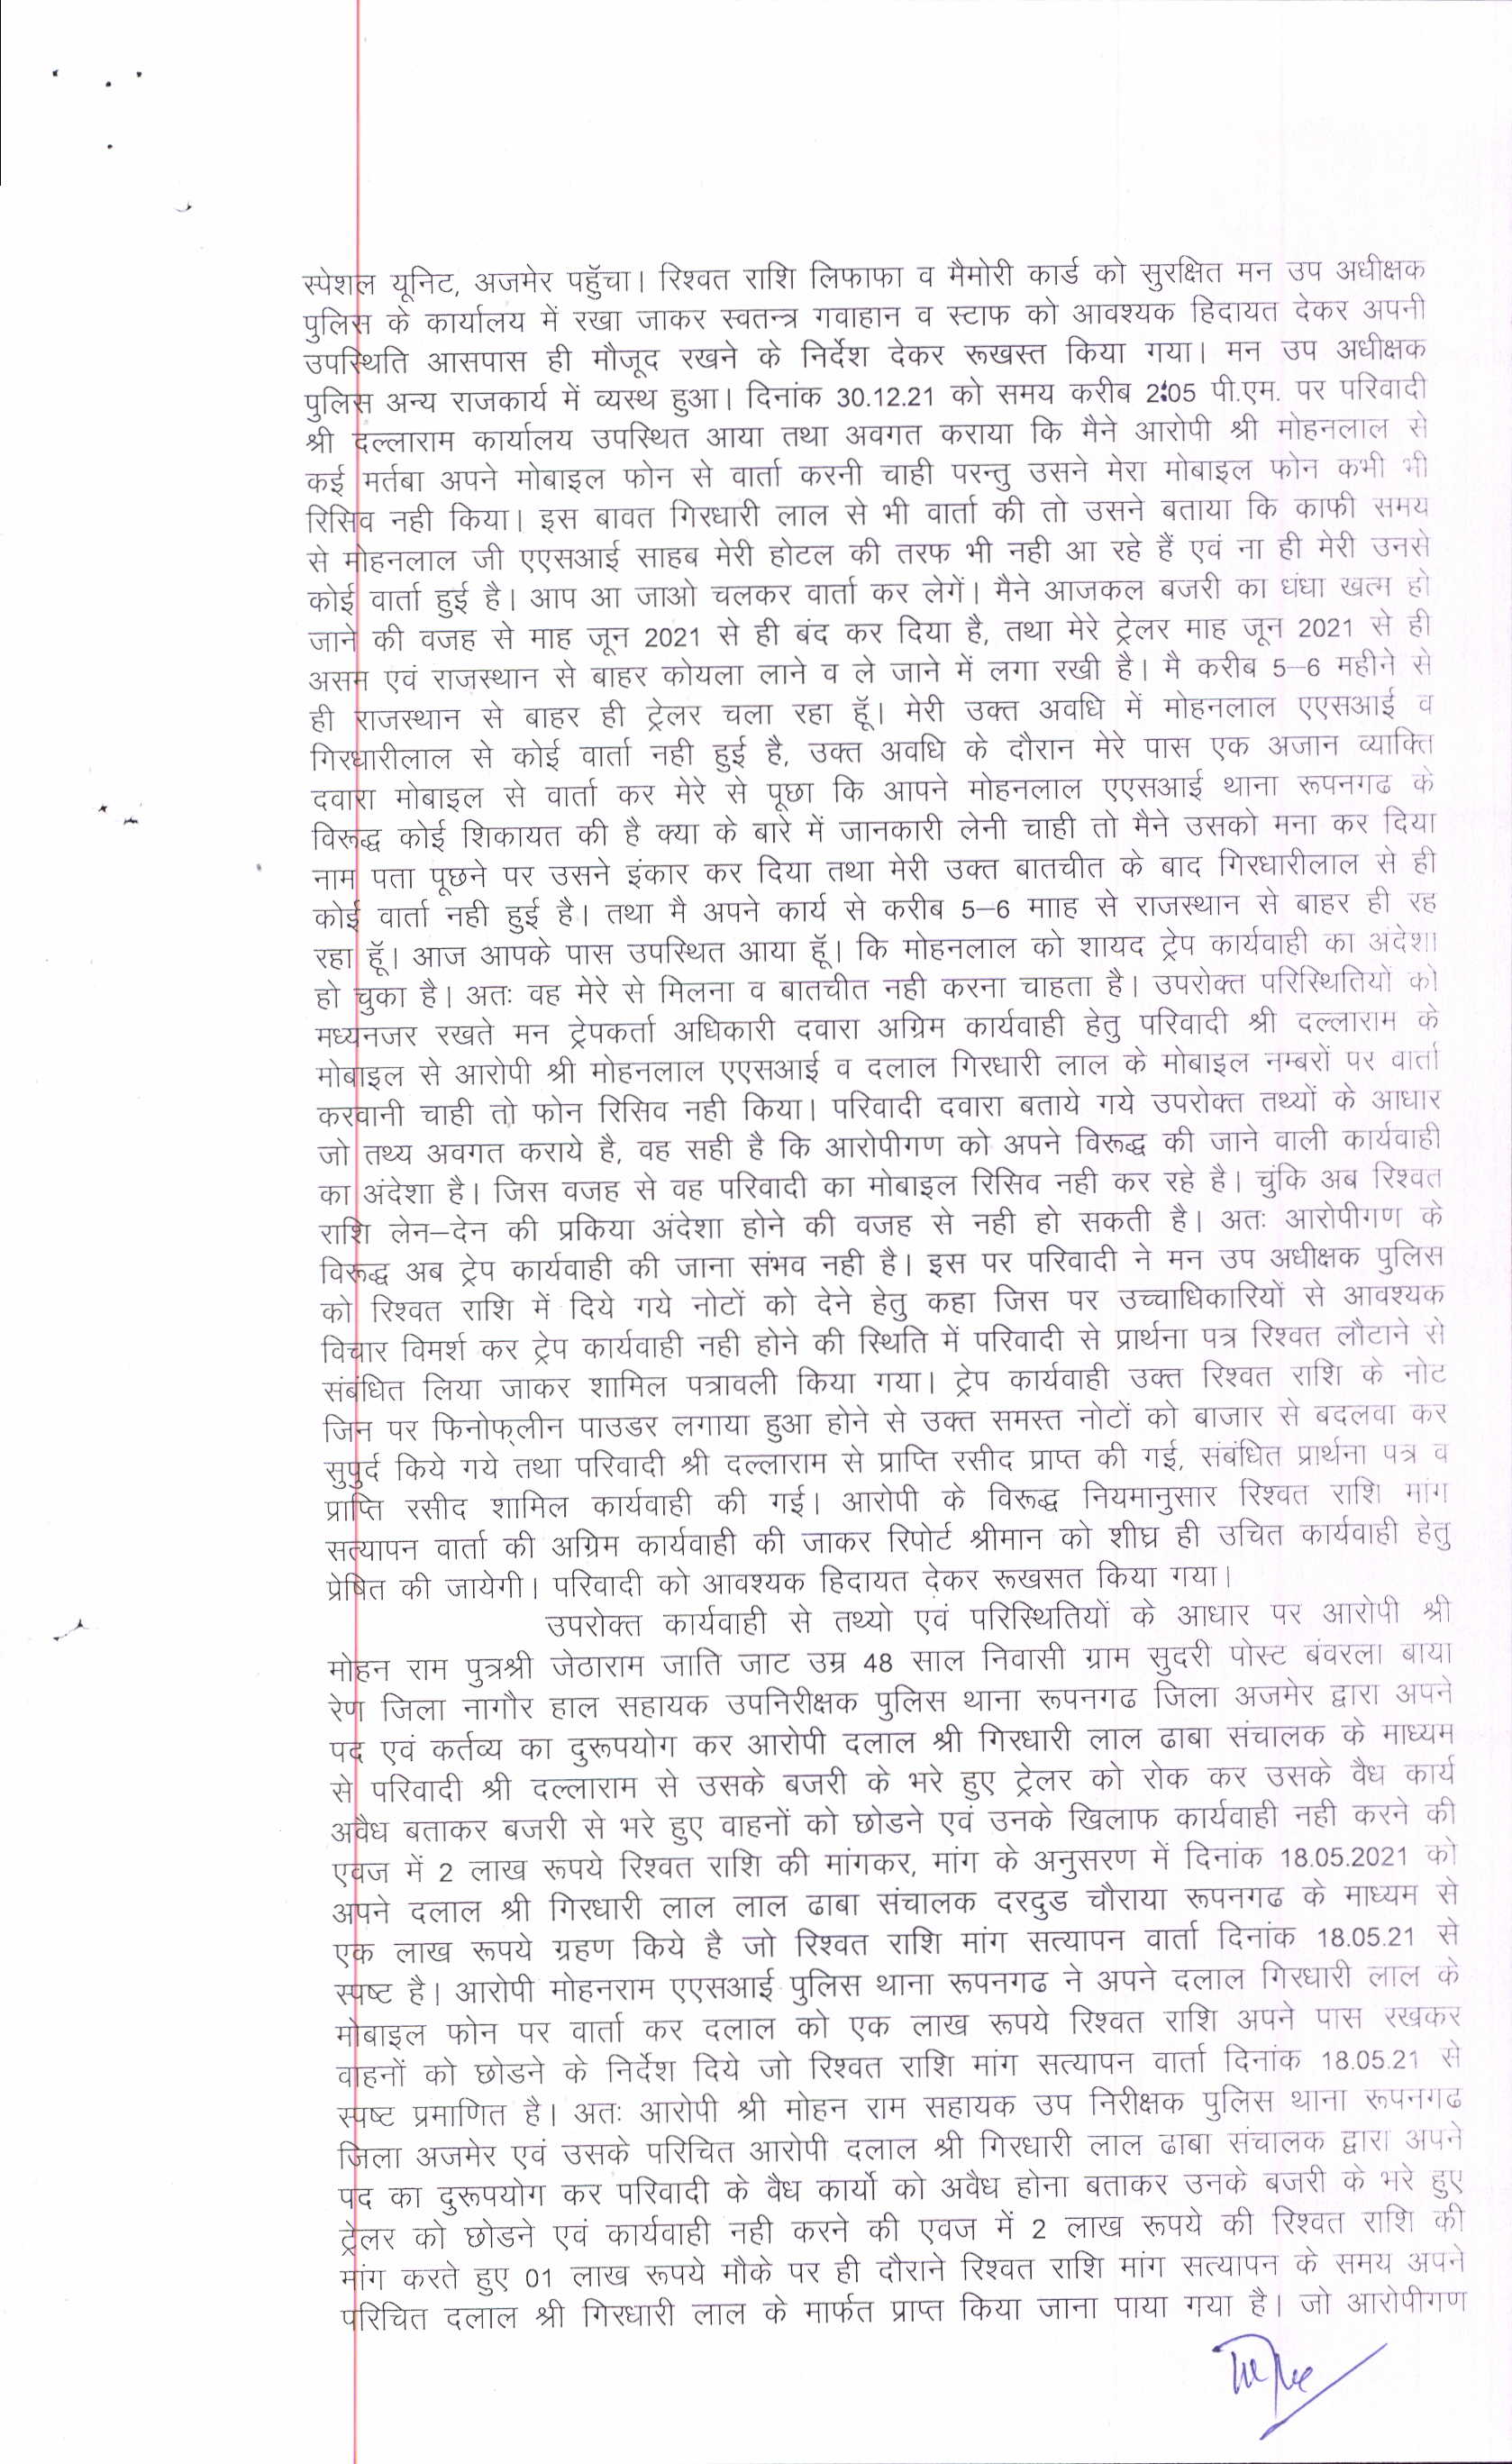 स्पेशल यूनिट, अजमेर पहुँचा। रिश्वत राशि लिफाफा व मैमोरी कार्ड को सुरक्षित मन उप अधीक्षक
पुलिस के कार्यालय में रखा जाकर स्वतन्त्र गवाहान व स्टाफ को आवश्यक हिदायत देकर अपनी
उपस्थिति आसपास ही मौजूद रखने के निर्देश देकर रूखस्त किया गया। मन उप अधीक्षक
पुलिस अन्य राजकार्य में व्यस्थ हुआ। दिनांक 30.12.21 को समय करीब 2:05 पी.एम. पर परिवादी
श्री दल्लाराम कार्यालय उपस्थित आया तथा अवगत कराया कि मैने आरोपी श्री मोहनलाल से
कई मर्तबा अपने मोबाइल फोन से वार्ता करनी चाही परन्तु उसने मेरा मोबाइल फोन कभी भी
रिसिव नही किया। इस बावत गिरधारी लाल से भी वार्ता की तो उसने बताया कि काफी समय
से मोहनलाल जी एएसआई साहब मेरी होटल की तरफ भी नही आ रहे हैं एवं ना ही मेरी उनसे
कोई वार्ता हुई है। आप आ जाओ चलकर वार्ता कर लेगें। मैने आजकल बजरी का धंधा खत्म हो
जाने की वजह से माह जून 2021 से ही बंद कर दिया है, तथा मेरे ट्रेलर माह जून 2021 से ही
असम एवं राजस्थान से बाहर कोयला लाने व ले जाने में लगा रखी है। मै करीब 5–6 महीने से
ही राजस्थान से बाहर ही ट्रेलर चला रहा हूॅ। मेरी उक्त अवधि में मोहनलाल एएसआई व
गिरधारीलाल से कोई वार्ता नही हुई है, उक्त अवधि के दौरान मेरे पास एक अजान व्याक्ति
दवारा मोबाइल से वार्ता कर मेरे से पूछा कि आपने मोहनलाल एएसआई थाना रूपनगढ के
विरूद्ध कोई शिकायत की है क्या के बारे में जानकारी लेनी चाही तो मैने उसको मना कर दिया
नाम पता पूछने पर उसने इंकार कर दिया तथा मेरी उक्त बातचीत के बाद गिरधारीलाल से ही
कोई वार्ता नही हुई है। तथा मै अपने कार्य से करीब 5–6 मााह से राजस्थान से बाहर ही रह
रहा हूॅ। आज आपके पास उपस्थित आया हूॅ। कि मोहनलाल को शायद ट्रेप कार्यवाही का अंदेशा
हो चुका है। अतः वह मेरे से मिलना व बातचीत नही करना चाहता है। उपरोक्त परिस्थितियों को
मध्यनजर रखते मन ट्रेपकर्ता अधिकारी दवारा अग्रिम कार्यवाही हेतु परिवादी श्री दल्लाराम के
मोबाइल से आरोपी श्री मोहनलाल एएसआई व दलाल गिरधारी लाल के मोबाइल नम्बरों पर वार्ता
करवानी चाही तो फोन रिसिव नही किया। परिवादी दवारा बताये गये उपरोक्त तथ्यों के आधार
जो तथ्य अवगत कराये है, वह सही है कि आरोपीगण को अपने विरूद्ध की जाने वाली कार्यवाही
का अंदेशा है। जिस वजह से वह परिवादी का मोबाइल रिसिव नही कर रहे है। चुंकि अब रिश्वत
राशि लेन–देन की प्रकिया अंदेशा होने की वजह से नही हो सकती है। अतः आरोपीगण के
विरूद्ध अब ट्रेप कार्यवाही की जाना संभव नही है। इस पर परिवादी ने मन उप अधीक्षक पुलिस
को रिश्वत राशि में दिये गये नोटों को देने हेतु कहा जिस पर उच्चाधिकारियों से आवश्यक
विचार विमर्श कर ट्रेप कार्यवाही नही होने की स्थिति में परिवादी से प्रार्थना पत्र रिश्वत लौटाने से
संबंधित लिया जाकर शामिल पत्रावली किया गया। ट्रेप कार्यवाही उक्त रिश्वत राशि के नोट
जिन पर फिनोफ्लीन पाउडर लगाया हुआ होने से उक्त समस्त नोटों को बाजार से बदलवा कर
सुपुर्द किये गये तथा परिवादी श्री दल्लाराम से प्राप्ति रसीद प्राप्त की गई, संबंधित प्रार्थना पत्र व
प्राप्ति रसीद शामिल कार्यवाही की गई। आरोपी के विरूद्ध नियमानुसार रिश्वत राशि मांग
सत्यापन वार्ता की अग्रिम कार्यवाही की जाकर रिपोर्ट श्रीमान को शीघ्र ही उचित कार्यवाही हेतु
प्रेषित की जायेगी। परिवादी को आवश्यक हिदायत देकर रूखसत किया गया।
उपरोक्त कार्यवाही से तथ्यो एवं परिस्थितियों के आधार पर आरोपी श्री
मोहन राम पुत्रश्री जेठाराम जाति जाट उम्र 48 साल निवासी ग्राम सुदरी पोस्ट बंवरला बाया
रेण जिला नागौर हाल सहायक उपनिरीक्षक पुलिस थाना रूपनगढ जिला अजमेर द्वारा अपने
पद एवं कर्तव्य का दुरूपयोग कर आरोपी दलाल श्री गिरधारी लाल ढाबा संचालक के माध्यम
से परिवादी श्री दल्लाराम से उसके बजरी के भरे हुए ट्रेलर को रोक कर उसके वैध कार्य
अवैध बताकर बजरी से भरे हुए वाहनों को छोडने एवं उनके खिलाफ कार्यवाही नही करने की
एवज में 2 लाख रूपये रिश्वत राशि की मांगकर, मांग के अनुसरण में दिनांक 18.05.2021 को
अपने दलाल श्री गिरधारी लाल लाल ढाबा संचालक दरदुड चौराया रूपनगढ के माध्यम से
एक लाख रूपये ग्रहण किये है जो रिश्वत राशि मांग सत्यापन वार्ता दिनांक 18.05.21 से
स्पष्ट है। आरोपी मोहनराम एएसआई पुलिस थाना रूपनगढ ने अपने दलाल गिरधारी लाल के
मोबाइल फोन पर वार्ता कर दलाल को एक लाख रूपये रिश्वत राशि अपने पास रखकर
वाहनों को छोडने के निर्देश दिये जो रिश्वत राशि मांग सत्यापन वार्ता दिनांक 18.05.21 से
स्पष्ट प्रमाणित है। अतः आरोपी श्री मोहन राम सहायक उप निरीक्षक पुलिस थाना रूपनगढ
जिला अजमेर एवं उसके परिचित आरोपी दलाल श्री गिरधारी लाल ढाबा संचालक द्वारा अपने
पद का दुरूपयोग कर परिवादी के वैध कार्यो को अवैध होना बताकर उनके बजरी के भरे हुए
ट्रेलर को छोडने एवं कार्यवाही नही करने की एवज में 2 लाख रूपये की रिश्वत राशि की
मांग करते हुए 01 लाख रूपये मौके पर ही दौराने रिश्वत राशि मांग सत्यापन के समय अपने
परिचित दलाल श्री गिरधारी लाल के मार्फत प्राप्त किया जाना पाया गया है। जो आरोपीगण